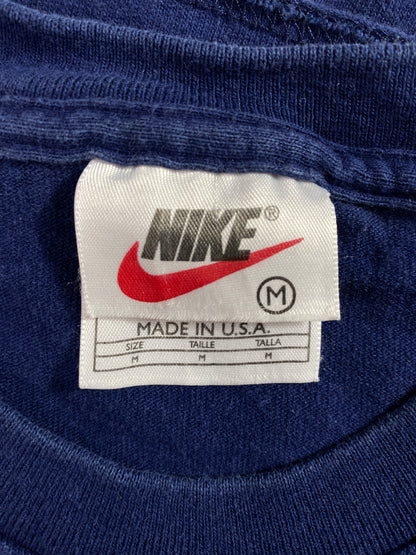 NIKE®
M
MADE IN U.S.A.
SIZE TAILLE TALLA
M M M